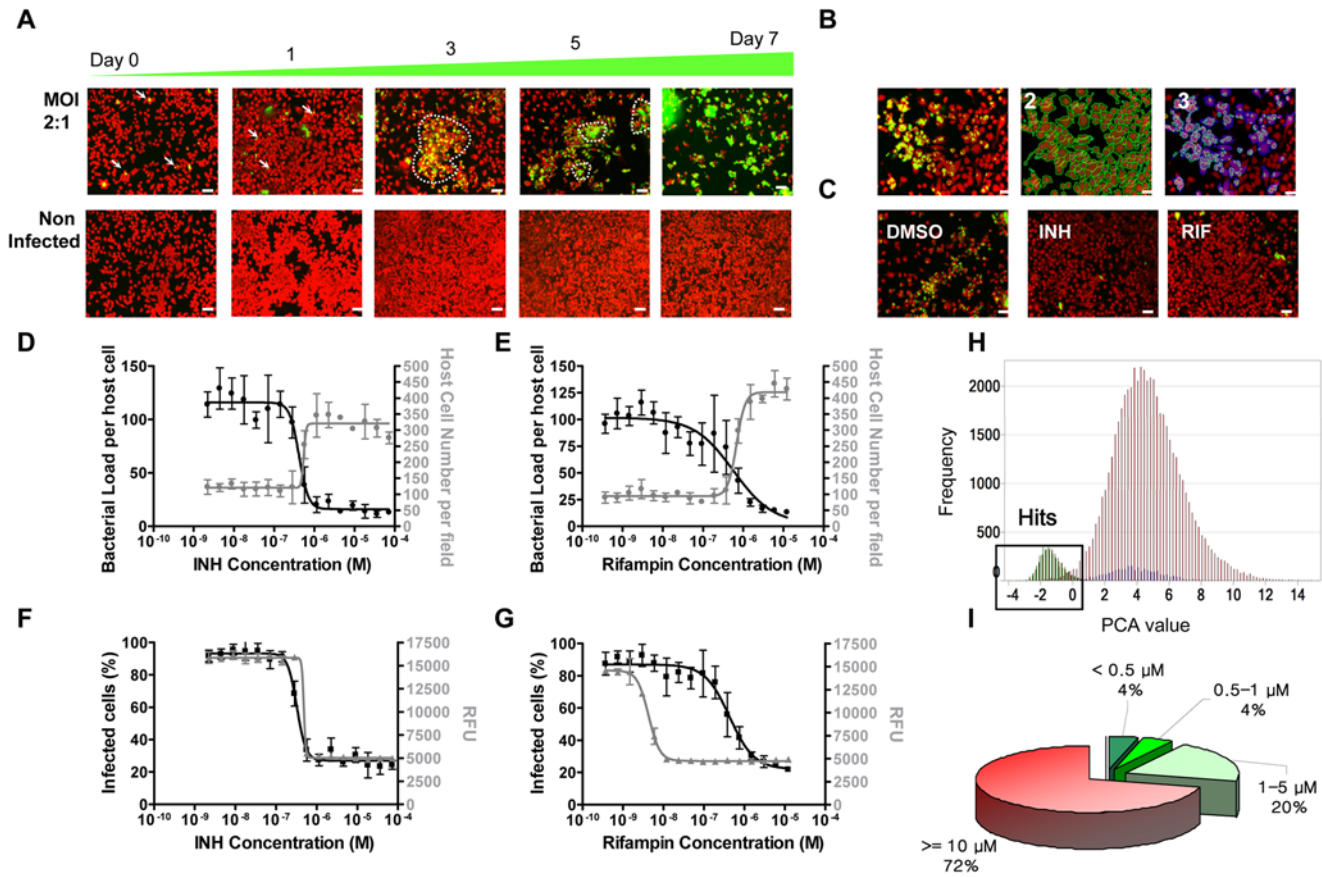 A
Day 0
1
3
5
Day 7
MOI
2:1
Non
Infected
B
2
3
C
DMSO
INH
RIF
D
Bacterial Load per host cell
150
100
50
0
Host Cell Number per field
500
450
400
350
300
250
200
150
100
50
0
10-10 10-9 10-8 10-7 10-6 10-5 10-4
INH Concentration (M)
E
Bacterial Load per host cell
150
125
100
75
50
25
0
Host Cell Number per field
500
450
400
350
300
250
200
150
100
50
0
10-10 10-9 10-8 10-7 10-6 10-5 10-4
Rifampin Concentration (M)
F
Infected cells (%)
100
80
60
40
20
0
RFU
17500
15000
12500
10000
7500
5000
2500
0
10-10 10-9 10-8 10-7 10-6 10-5 10-4
INH Concentration (M)
G
Infected cells (%)
100
80
60
40
20
0
RFU
17500
15000
12500
10000
7500
5000
2500
0
10-10 10-9 10-8 10-7 10-6 10-5 10-4
Rifampin Concentration (M)
H
Frequency
2000
1500
1000
500
0
Hits
-4 -2 0 2 4 6 8 10 12 14
PCA value
I
< 0.5 µM
4%
0.5–1 µM
4%
1–5 µM
20%
>= 10 µM
72%